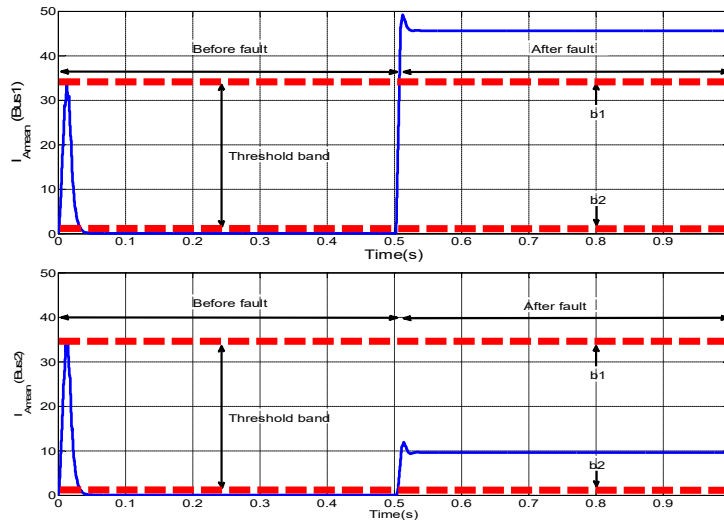 50
Before fault
After fault
40
30
b1
20
Threshold band
10
b2
0
I_Amean (Bus1)
0 0.1 0.2 0.3 0.4 0.5 0.6 0.7 0.8 0.9
Time(s)
50
Before fault
After fault
40
30
b1
20
Threshold band
10
b2
0
I_Amean (Bus2)
0 0.1 0.2 0.3 0.4 0.5 0.6 0.7 0.8 0.9
Time(s)